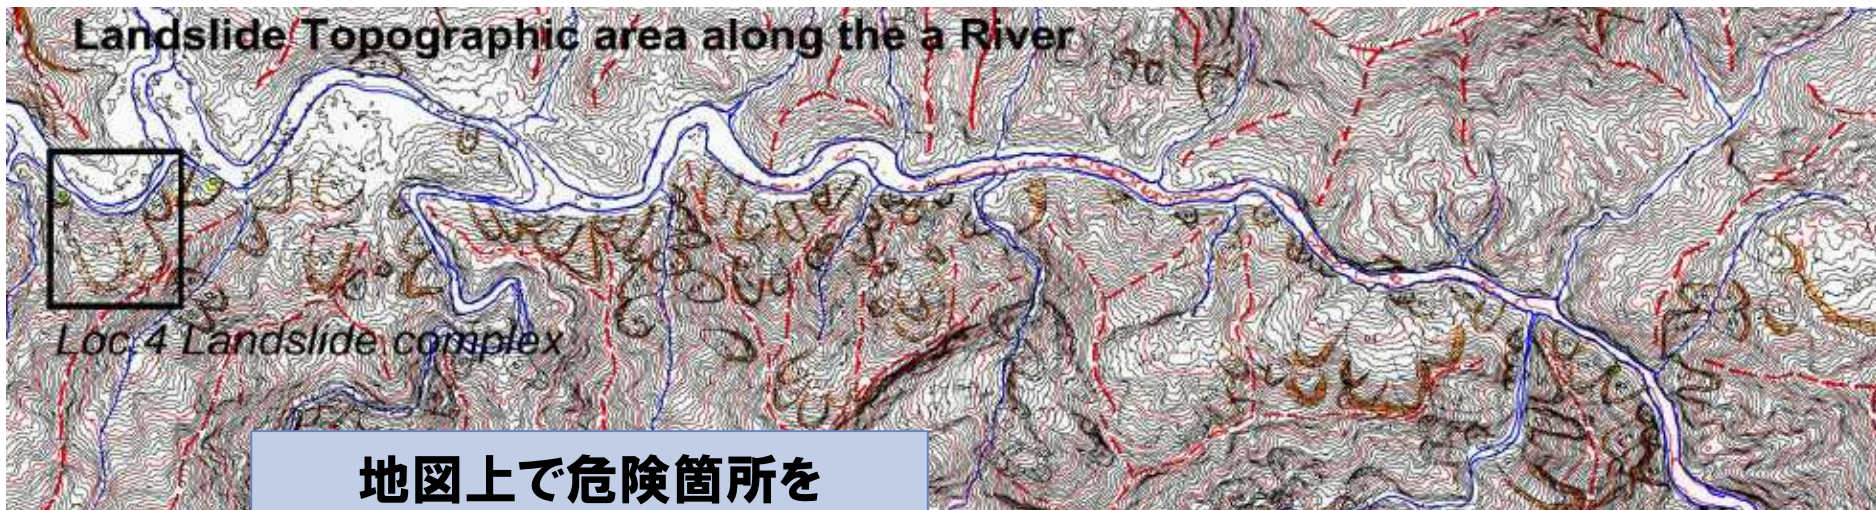 Landslide Topographic area along the a River
Loc 4 Landslide complex
地図上で危険箇所を